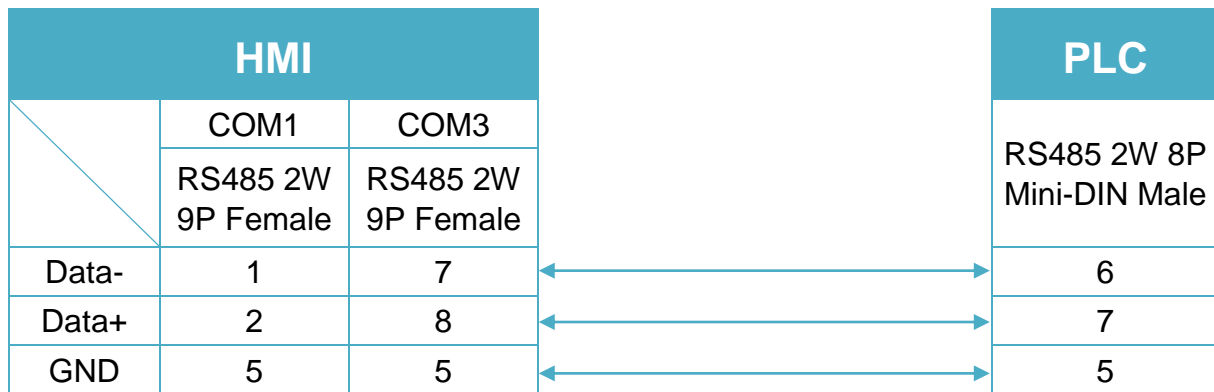 HMI PLC
COM1 COM3
RS485 2W 9P Female RS485 2W 9P Female RS485 2W 8P Mini-DIN Male
Data- 1 7 6
Data+ 2 8 7
GND 5 5 5